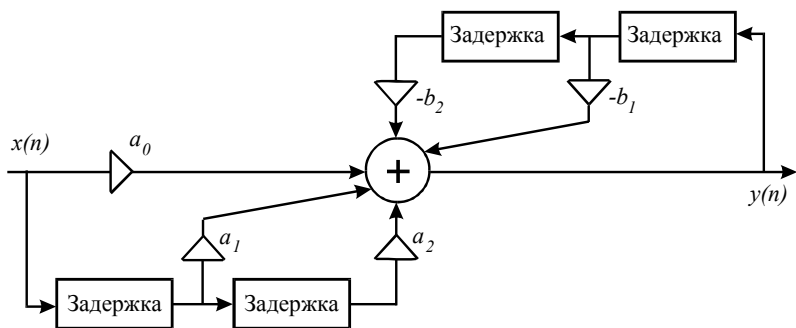 Задержка
Задержка
-b₂
-b₁
x(n)
a₀
+
y(n)
a₁
a₂
Задержка
Задержка